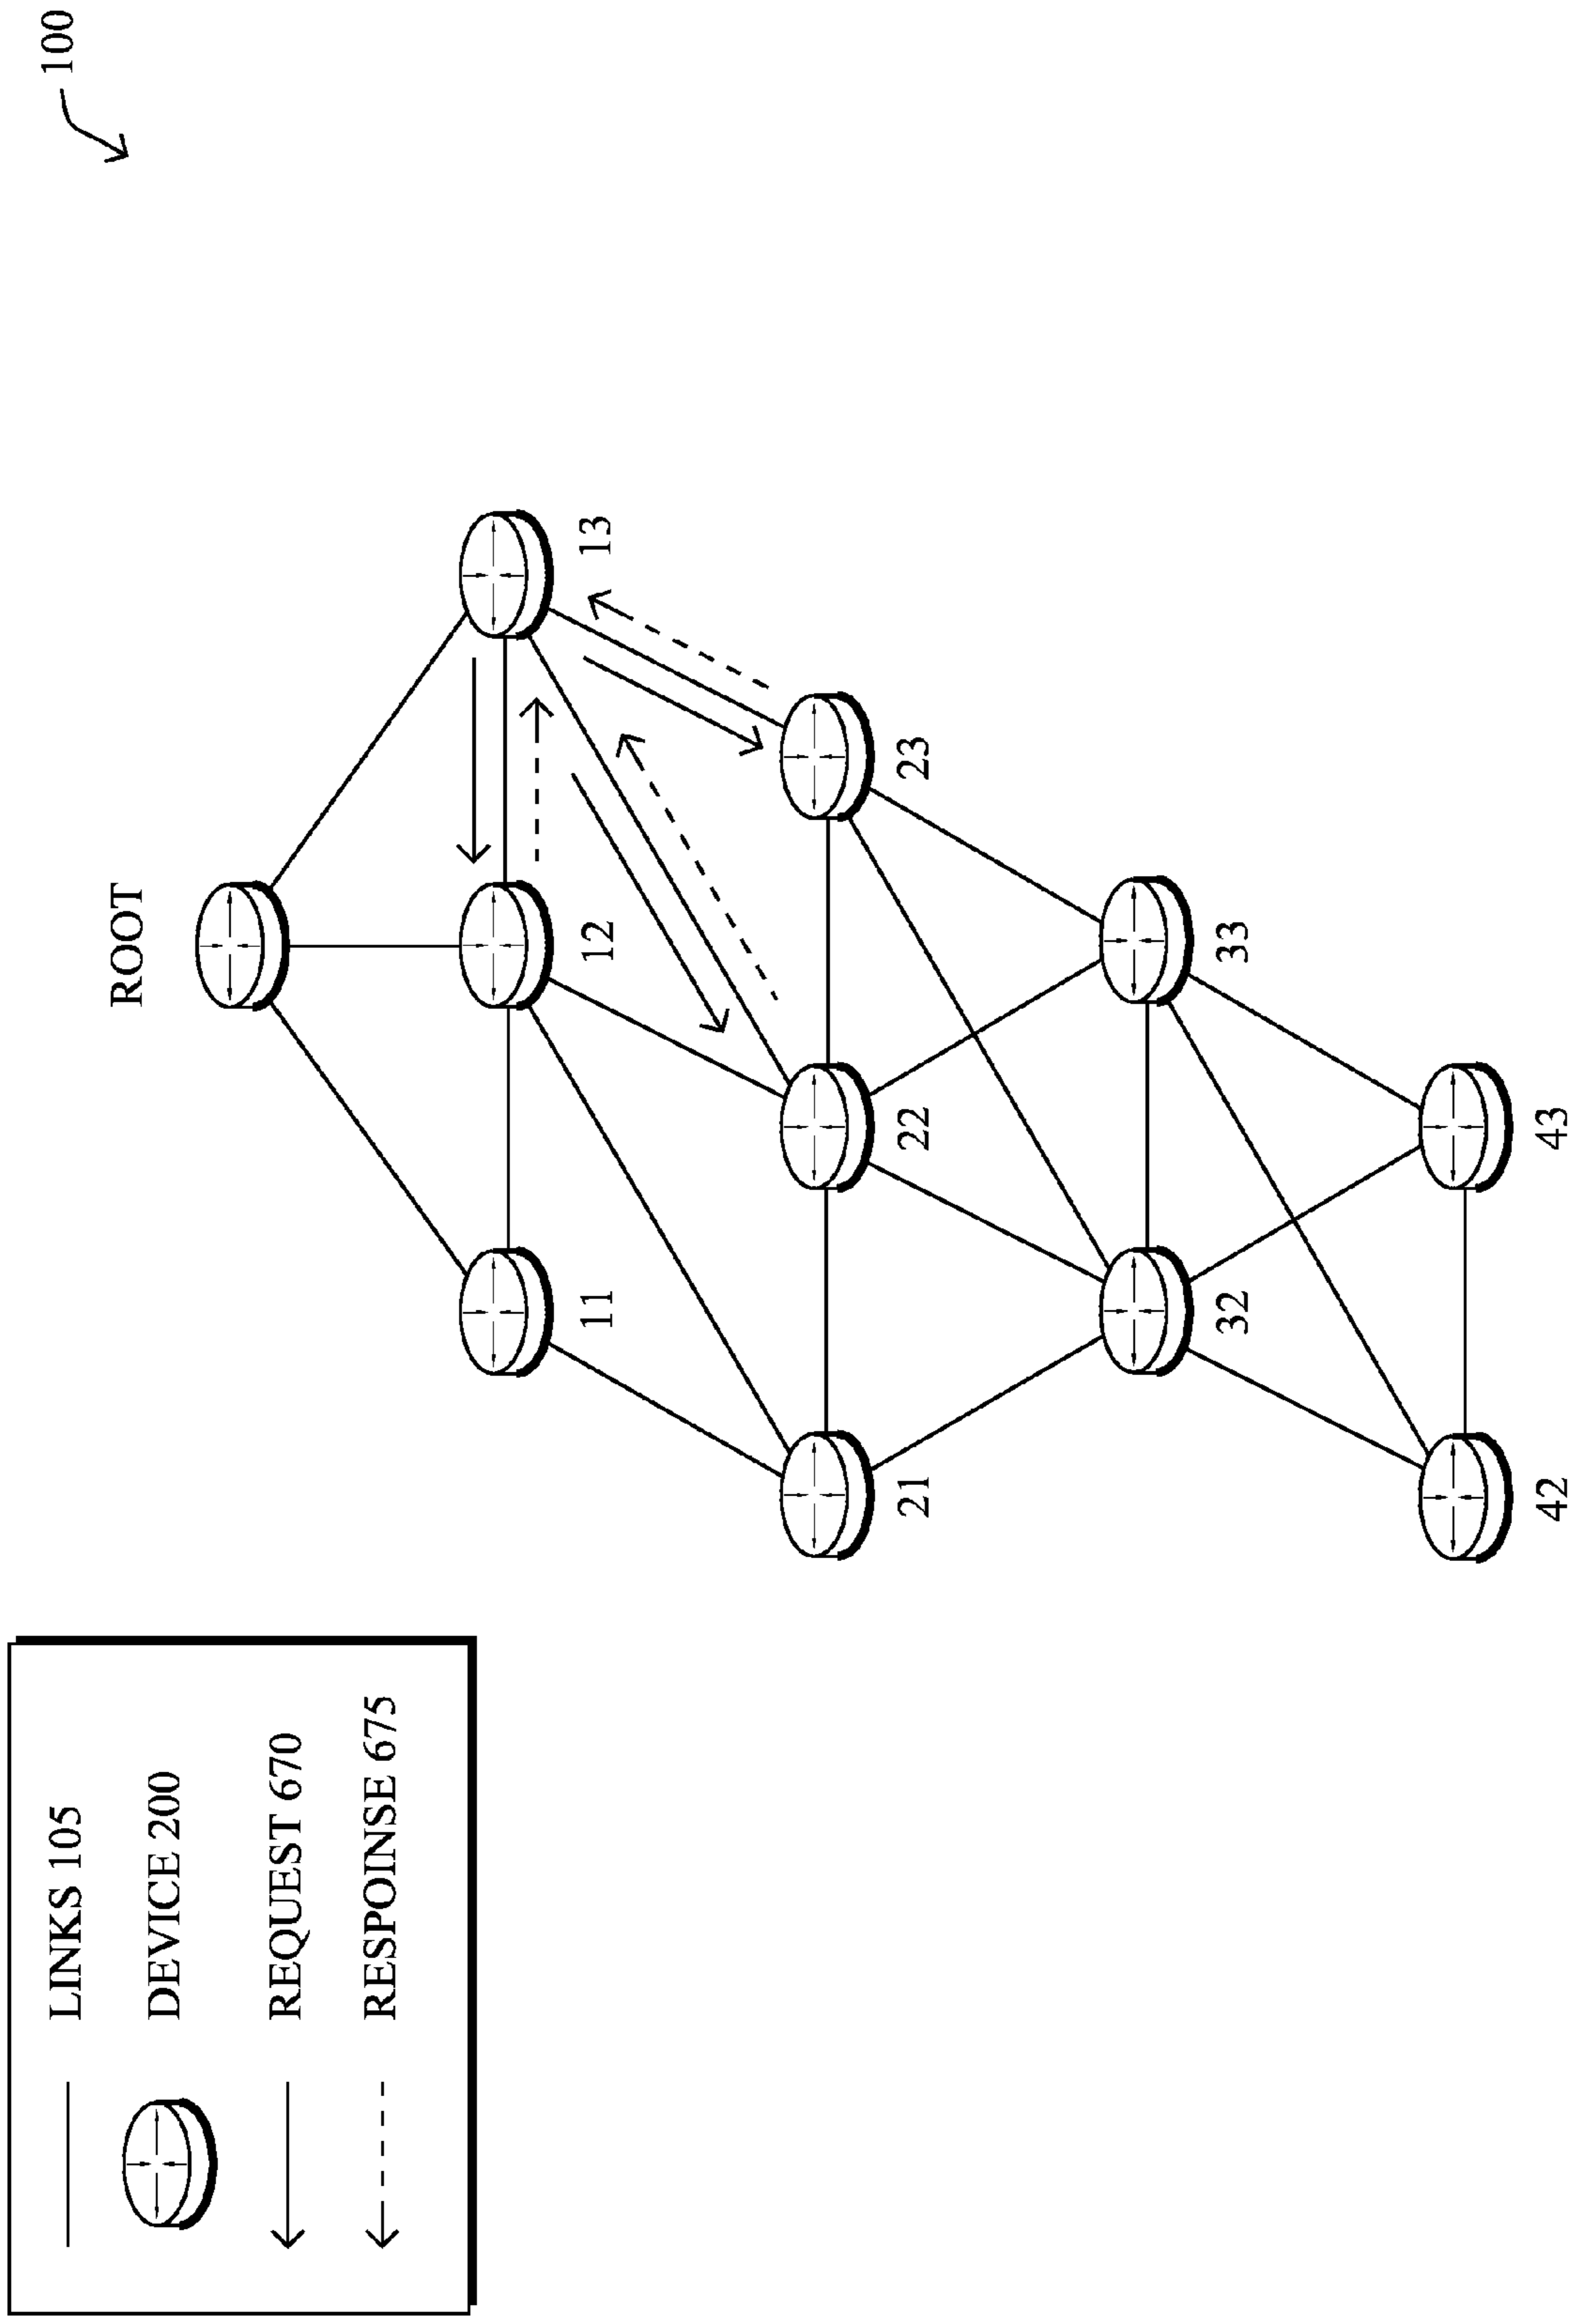 100
LINKS 105
DEVICE 200
REQUEST 670
RESPOINSE 675
ROOT
11
12
13
21
22
23
32
33
42
43